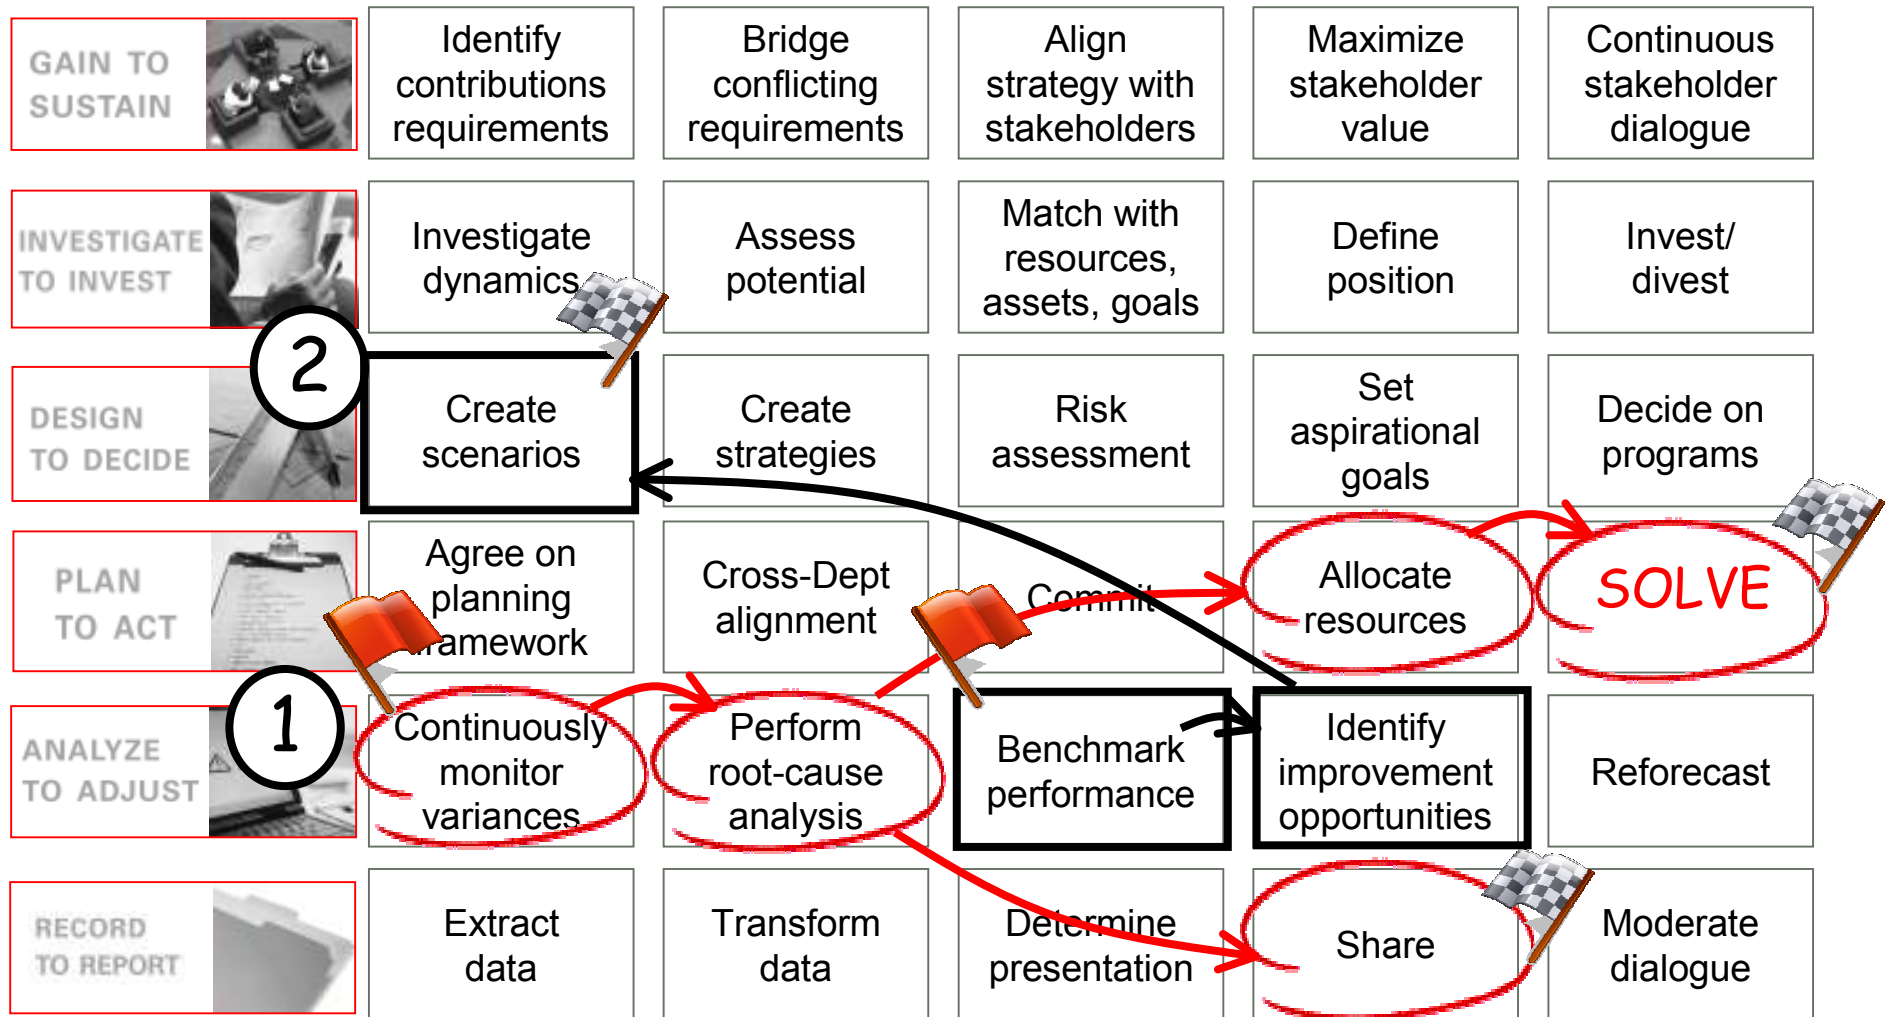 GAIN TO
SUSTAIN
Identify
contributions
requirements
Bridge
conflicting
requirements
Align
strategy with
stakeholders
Maximize
stakeholder
value
Continuous
stakeholder
dialogue
INVESTIGATE
TO INVEST
Investigate
dynamics
Assess
potential
Match with
resources,
assets, goals
Define
position
Invest/
divest
2
DESIGN
TO DECIDE
Create
scenarios
Create
strategies
Risk
assessment
Set
aspirational
goals
Decide on
programs
PLAN
TO ACT
Agree on
planning
framework
Cross-Dept
alignment
Commit
Allocate
resources
SOLVE
1
ANALYZE
TO ADJUST
Continuously
monitor
variances
Perform
root-cause
analysis
Benchmark
performance
Identify
improvement
opportunities
Reforecast
RECORD
TO REPORT
Extract
data
Transform
data
Determine
presentation
Share
Moderate
dialogue